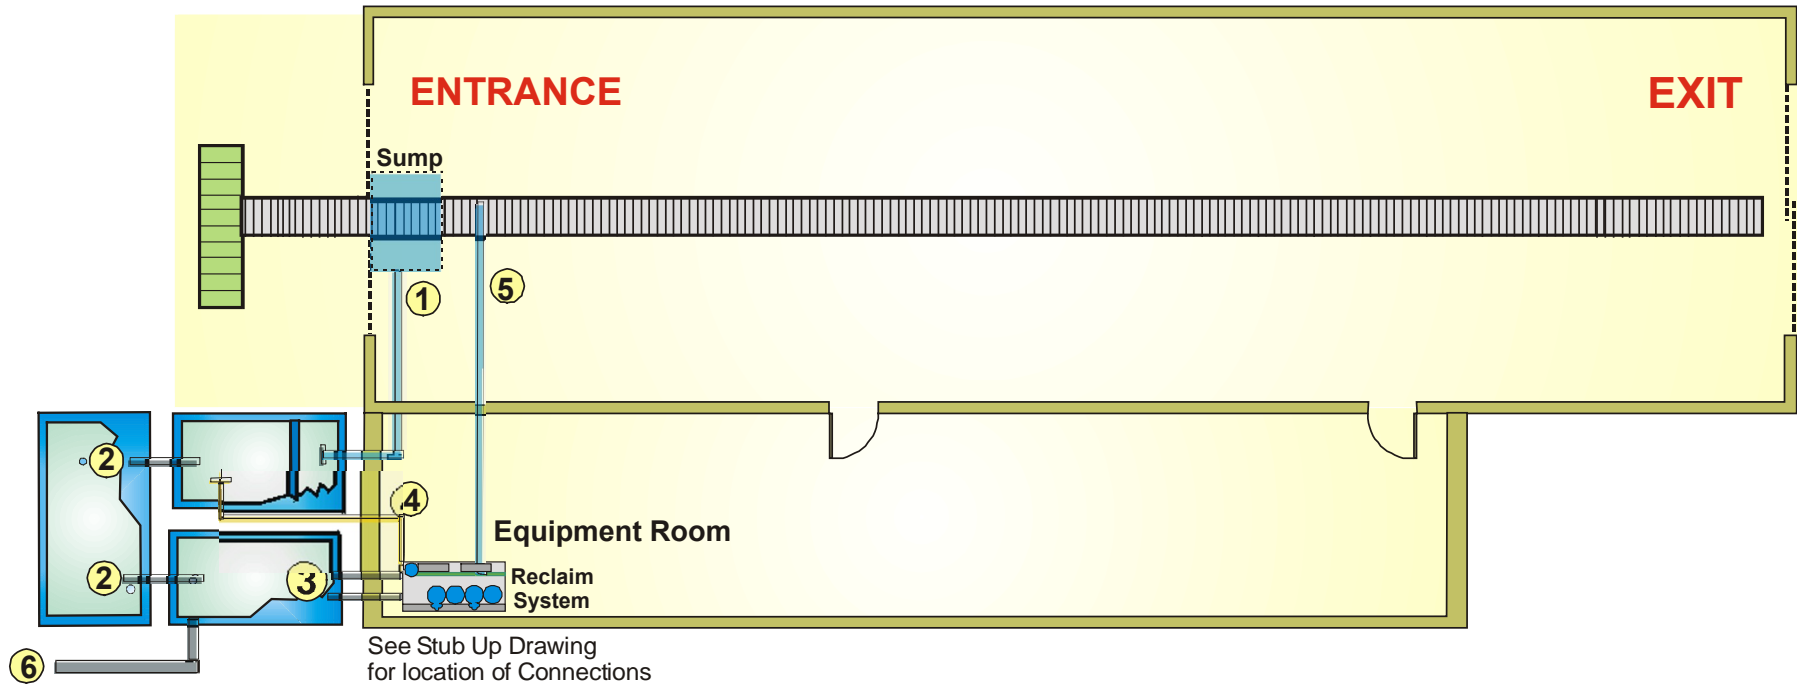 ENTRANCE
EXIT
Sump
1
5
2
4
Equipment Room
2
3
Reclaim
System
See Stub Up Drawing
for location of Connections
6